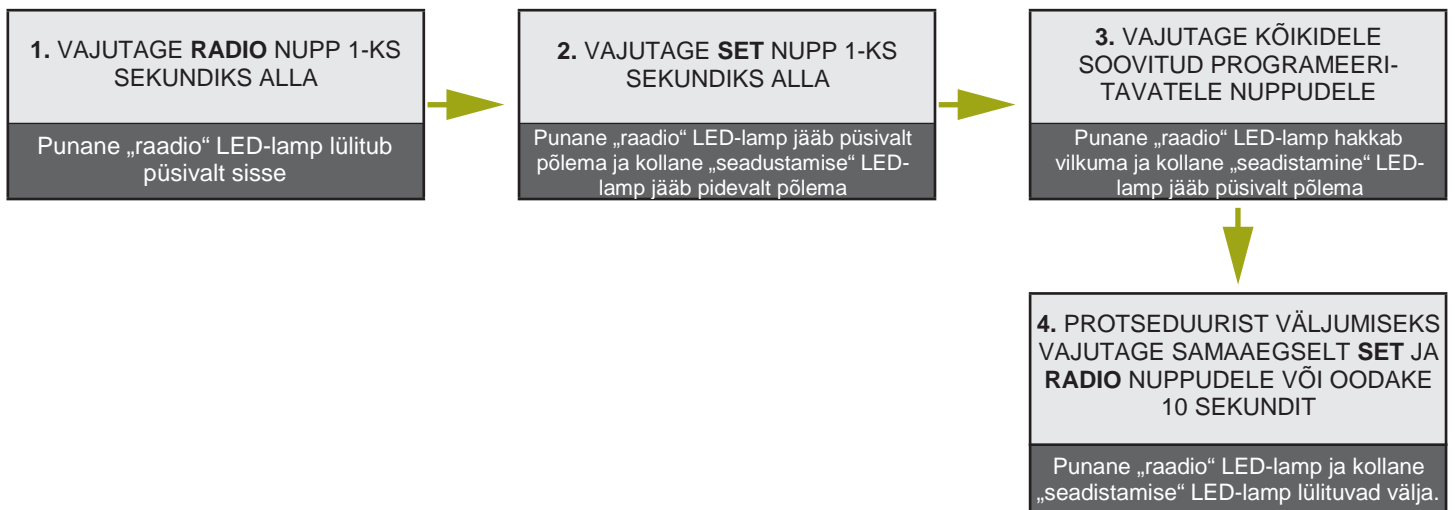 1. VAJUTAGE RADIO NUPP 1-KS
SEKUNDIKS ALLA
Punane „raadio“ LED-lamp lülitub
püsivalt sisse
2. VAJUTAGE SET NUPP 1-KS
SEKUNDIKS ALLA
Punane „raadio“ LED-lamp jääb püsivalt
põlema ja kollane „seadustamise“ LED-
lamp jääb pidevalt põlema
3. VAJUTAGE KÕIKIDELE
SOOVITUD PROGRAMEERI-
TAVATELE NUPPUDELE
Punane „raadio“ LED-lamp hakkab
vilkuma ja kollane „seadistamine“ LED-
lamp jääb püsivalt põlema
4. PROTSEDUURIST VÄLJUMISEKS
VAJUTAGE SAMAAEGSELT SET JA
RADIO NUPPUDELE VÕI OODAKE
10 SEKUNDIT
Punane „raadio“ LED-lamp ja kollane
„seadistamise“ LED-lamp lülituvad välja.